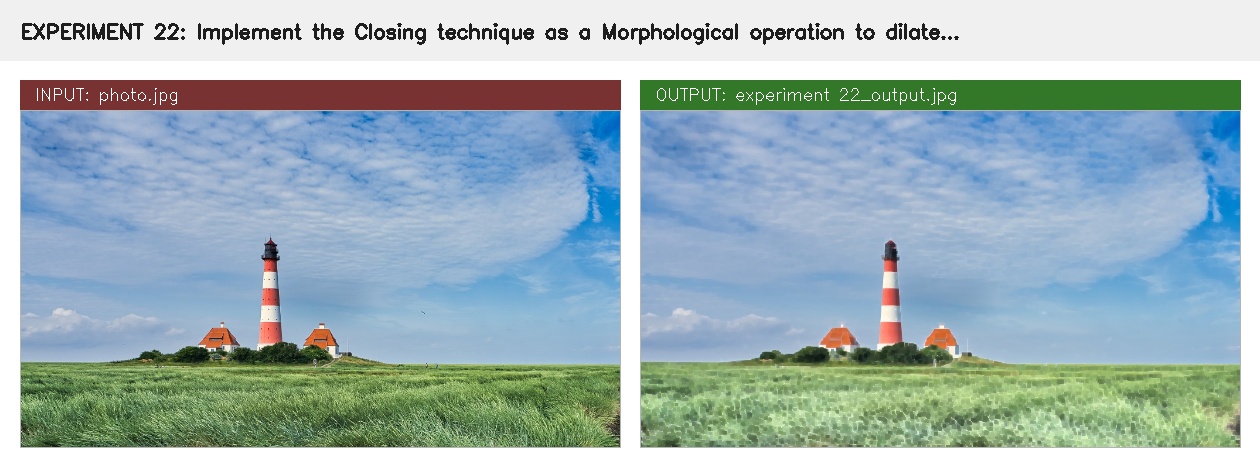 EXPERIMENT 22: Implement the Closing technique as a Morphological operation to dilate...
INPUT: photo.jpg
OUTPUT: experiment 22_output.jpg